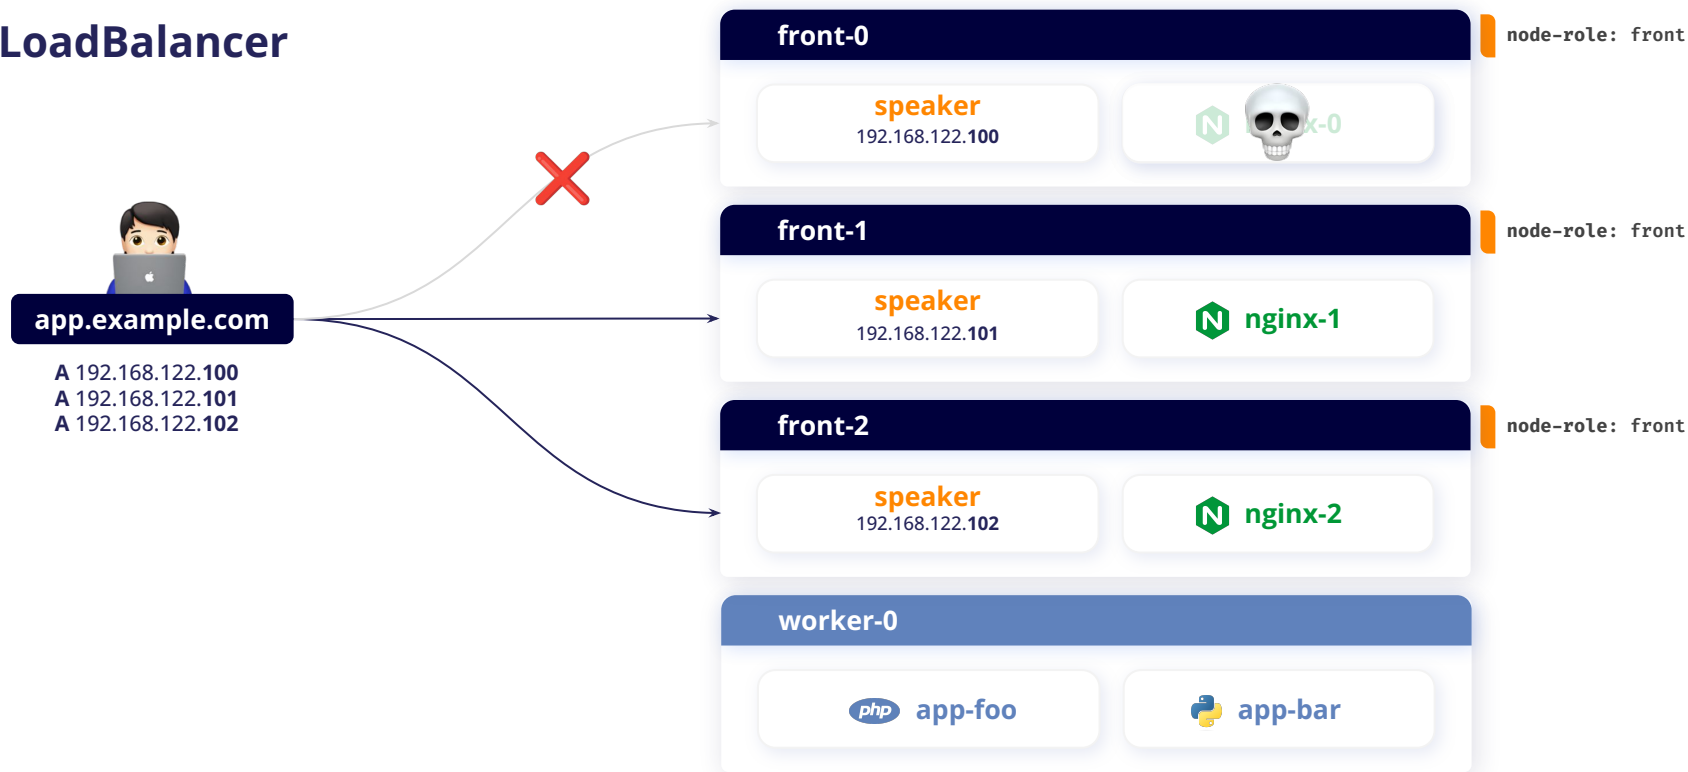 LoadBalancer
app.example.com
A 192.168.122.100
A 192.168.122.101
A 192.168.122.102
front-0
node-role: front
speaker
192.168.122.100
x-0
front-1
node-role: front
speaker
192.168.122.101
nginx-1
front-2
node-role: front
speaker
192.168.122.102
nginx-2
worker-0
php
app-foo
app-bar